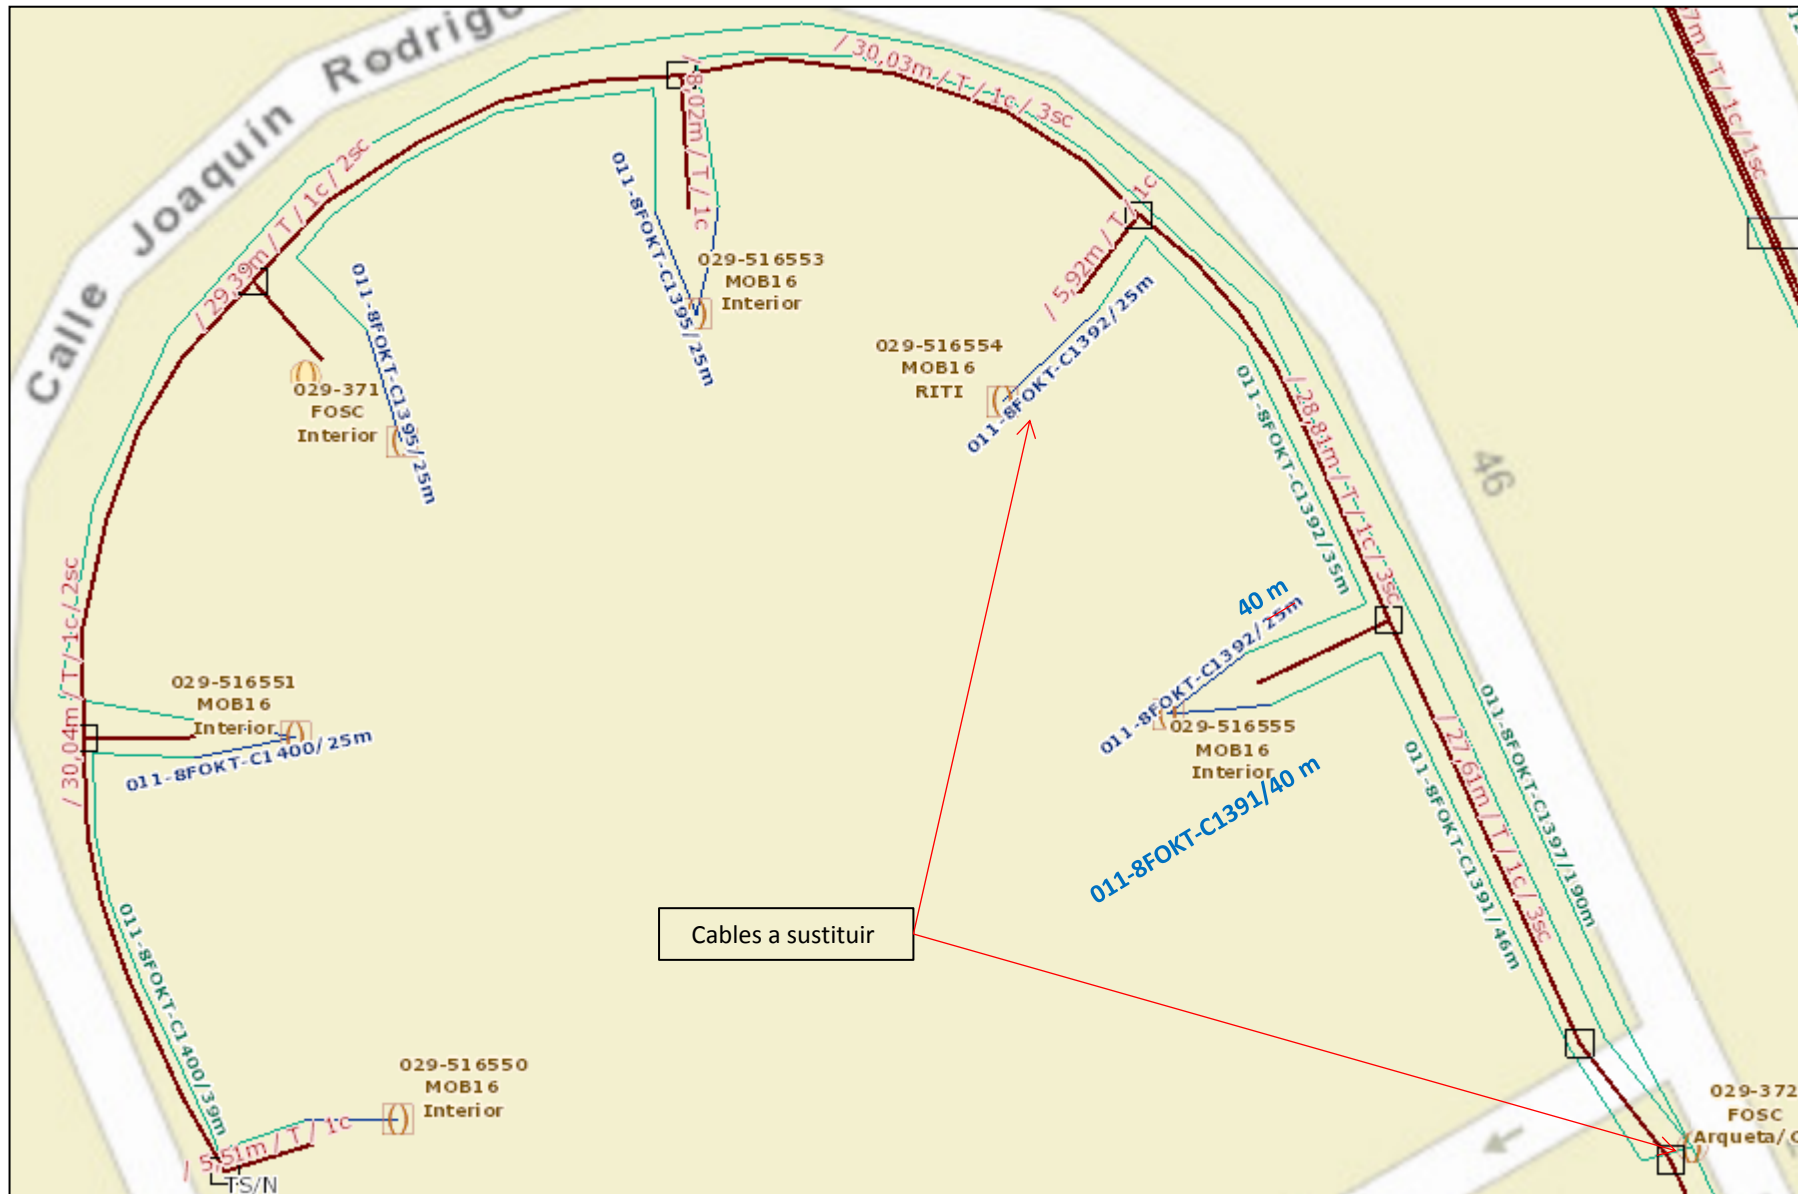 Calle Joaquín Rodrigo
/ 30,03m / T / 1c / 3sc
/ 8,02m / T / 1c
/ 29,39m / T / 1c / 2sc
011-8FOKT-C1395/25m
011-8FOKT-C1395/25m
029-516553
MOB16
Interior
/ 5,92m / T / 1c
029-516554
MOB16
RITI
011-8FOKT-C1392/25m
029-371
FOSC
Interior
011-8FOKT-C1392/35m
/ 28,81m / T / 1c / 3sc
46
/ 30,04m / T / 1c / 2sc
40 m
011-8FOKT-C1392/25m
029-516551
MOB16
Interior
011-8FOKT-C1400/25m
029-516555
MOB16
Interior
011-8FOKT-C1391/40 m
/ 27,61m / T / 1c / 3sc
011-8FOKT-C1397/190m
011-8FOKT-C1391/46m
Cables a sustituir
011-8FOKT-C1400/39m
029-516550
MOB16
Interior
/ 5,51m / T / 1c
TS/N
029-372
FOSC
(Arqueta/C
7m / T / 1c / 1sc